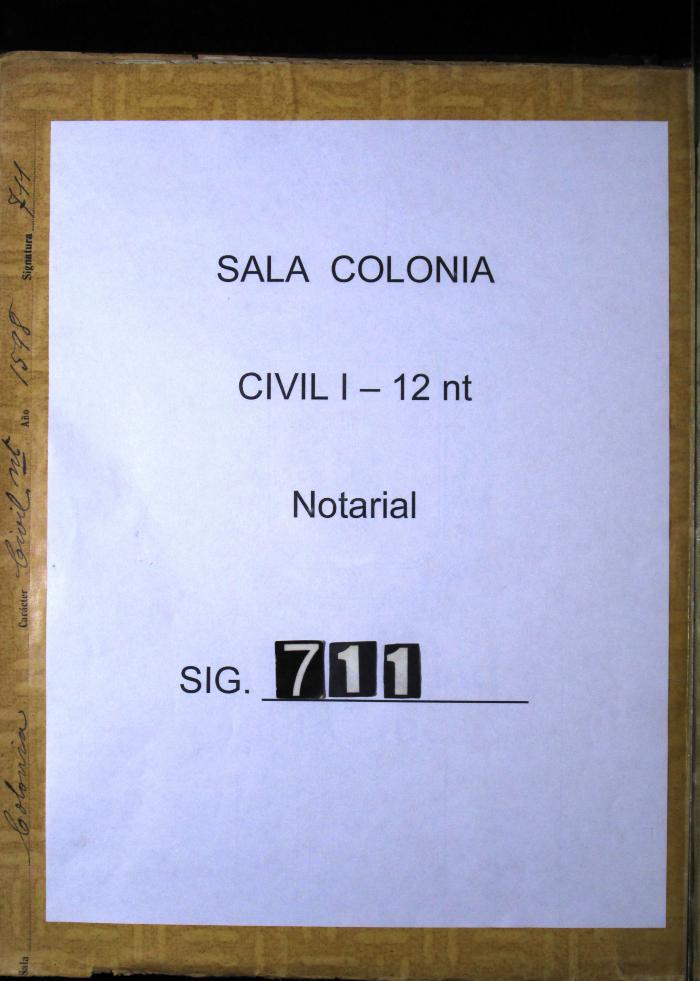 SALA COLONIA
CIVIL I – 12 nt
Notarial
SIG. 711
Sala Colonia Carácter Civil nt Año 1598 Signatura 711